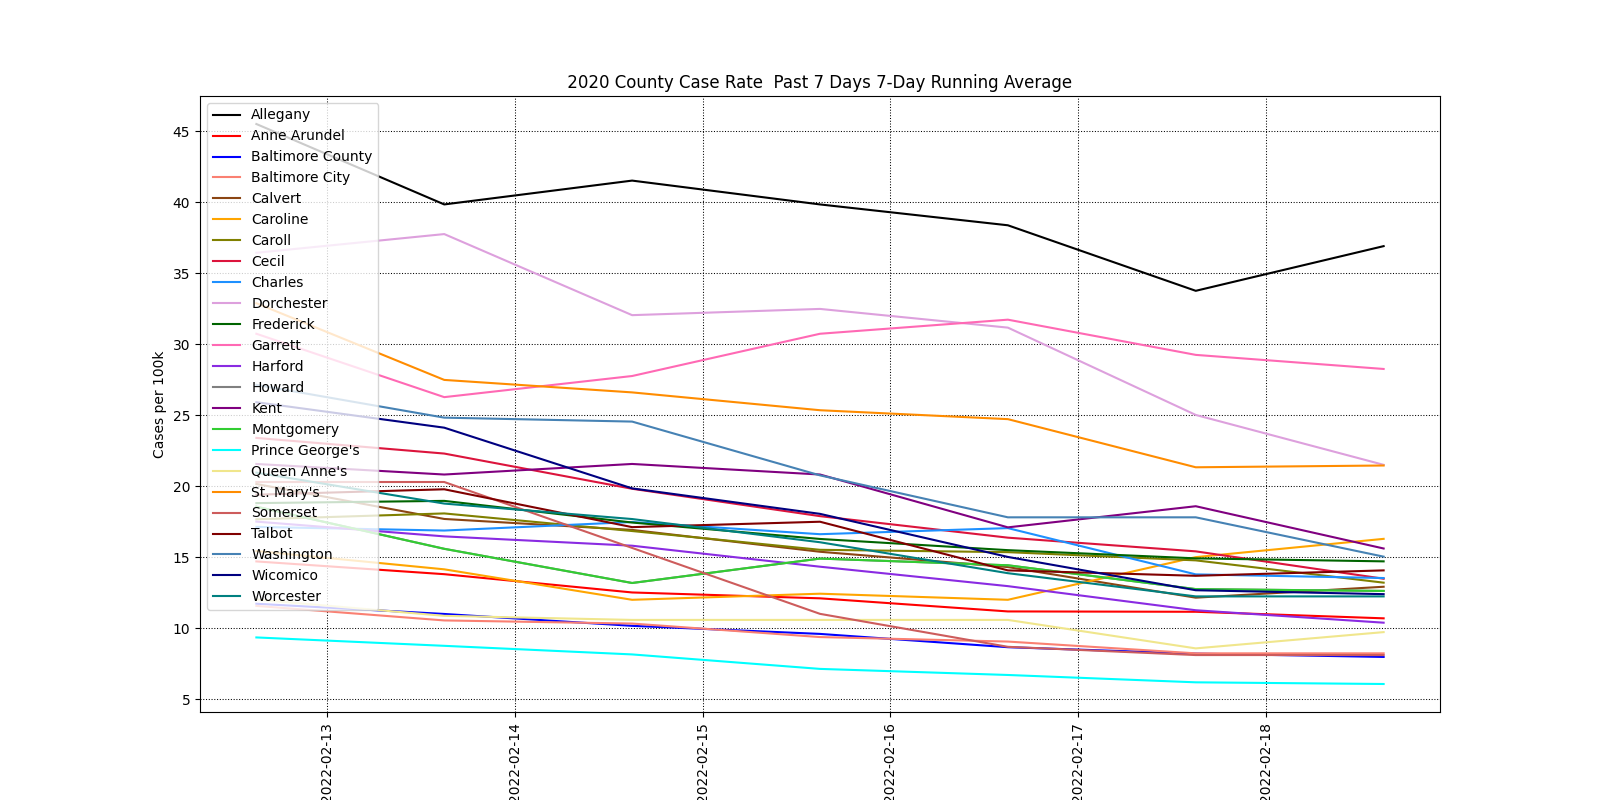 2020 County Case Rate  Past 7 Days 7-Day Running Average
Cases per 100k
45
40
35
30
25
20
15
10
5
Allegany
Anne Arundel
Baltimore County
Baltimore City
Calvert
Caroline
Caroll
Cecil
Charles
Dorchester
Frederick
Garrett
Harford
Howard
Kent
Montgomery
Prince George's
Queen Anne's
St. Mary's
Somerset
Talbot
Washington
Wicomico
Worcester
2022-02-13
2022-02-14
2022-02-15
2022-02-16
2022-02-17
2022-02-18